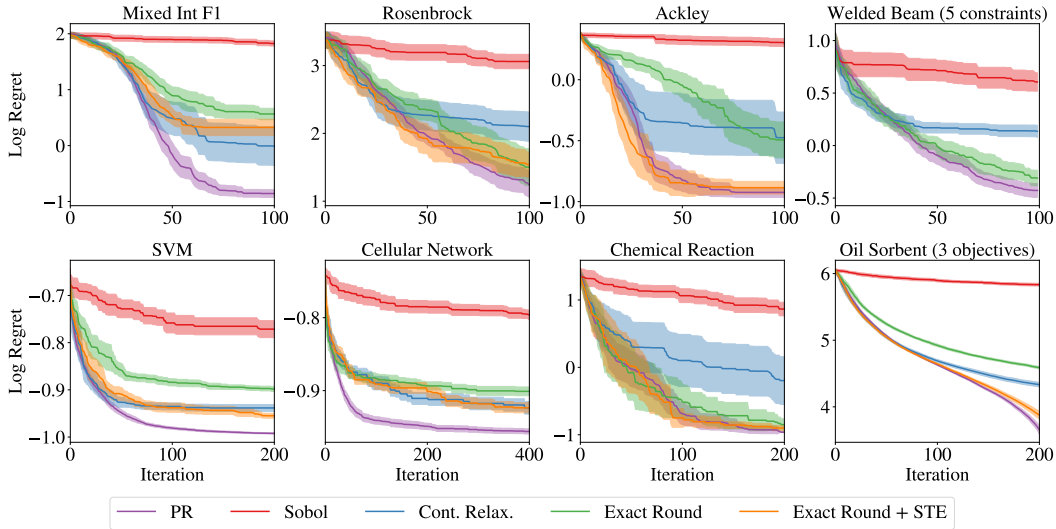 Mixed Int F1 Rosenbrock Ackley Welded Beam (5 constraints)
Log Regret
2
1
0
−1
0 50 100
3
2
1
0 50 100
0.0
−0.5
−1.0
0 50 100
1.0
0.5
0.0
−0.5
0 50 100
SVM Cellular Network Chemical Reaction Oil Sorbent (3 objectives)
Log Regret
−0.7
−0.8
−0.9
−1.0
0 100 200
Iteration
−0.8
−0.9
0 200 400
Iteration
1
0
−1
0 100 200
Iteration
6
5
4
0 100 200
Iteration
PR Sobol Cont. Relax. Exact Round Exact Round + STE